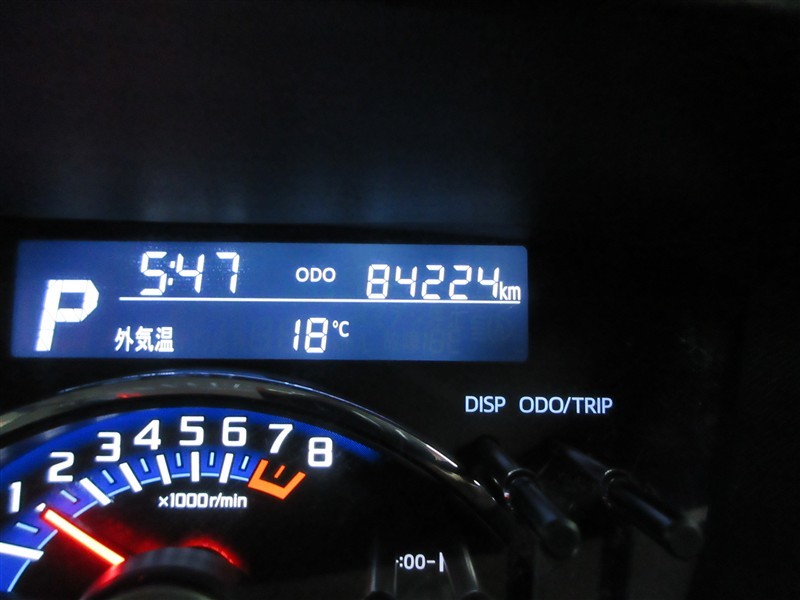 5:47 ODO 84224km
P
外気温 18°C
DISP ODO/TRIP
1 2 3 4 5 6 7 8
×1000r/min